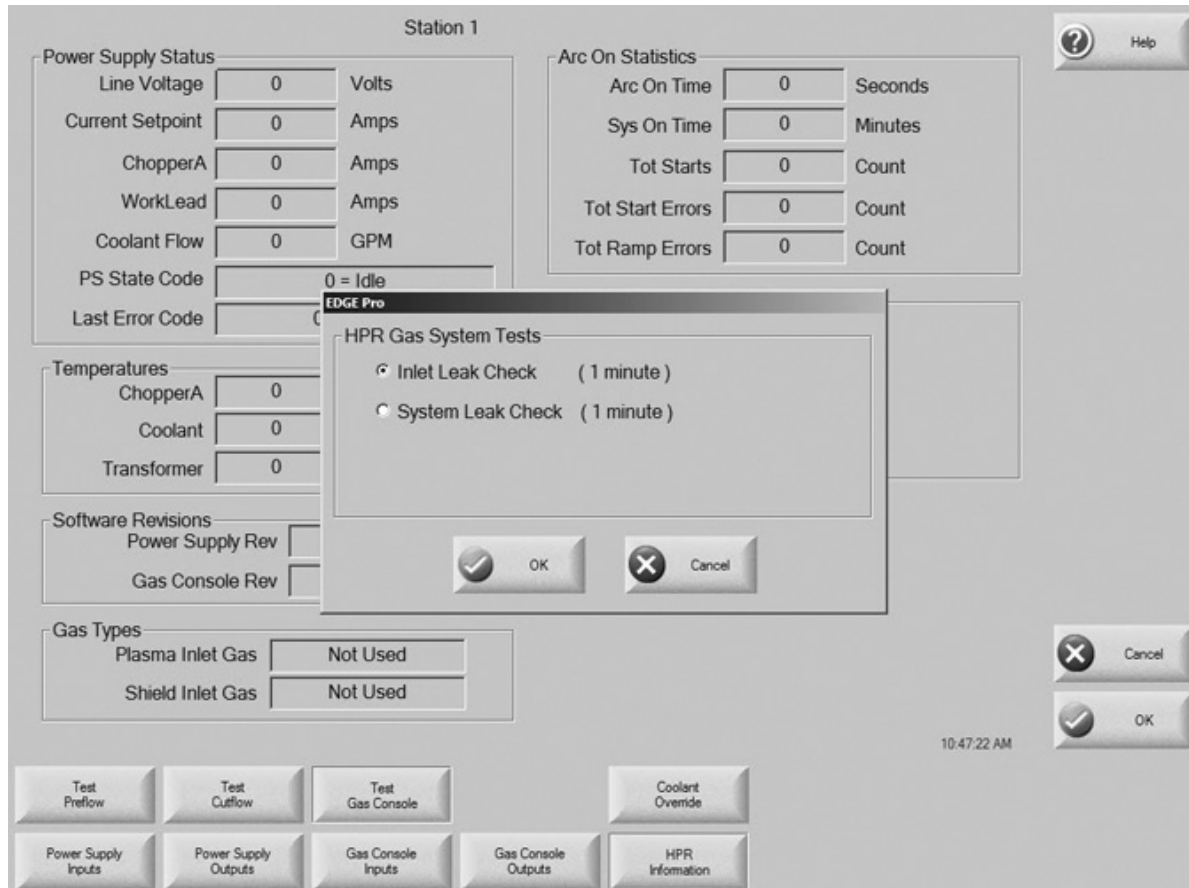 Station 1
Help
Power Supply Status
Line Voltage 0 Volts
Current Setpoint 0 Amps
ChopperA 0 Amps
WorkLead 0 Amps
Coolant Flow 0 GPM
PS State Code 0 = Idle
Last Error Code
Arc On Statistics
Arc On Time 0 Seconds
Sys On Time 0 Minutes
Tot Starts 0 Count
Tot Start Errors 0 Count
Tot Ramp Errors 0 Count
Temperatures
ChopperA 0
Coolant 0
Transformer 0
Software Revisions
Power Supply Rev
Gas Console Rev
Gas Types
Plasma Inlet Gas Not Used
Shield Inlet Gas Not Used
EDGE Pro
HPR Gas System Tests
Inlet Leak Check ( 1 minute )
System Leak Check ( 1 minute )
OK
Cancel
Cancel
OK
10:47:22 AM
Test Preflow
Test Cutflow
Test Gas Console
Coolant Override
Power Supply Inputs
Power Supply Outputs
Gas Console Inputs
Gas Console Outputs
HPR Information